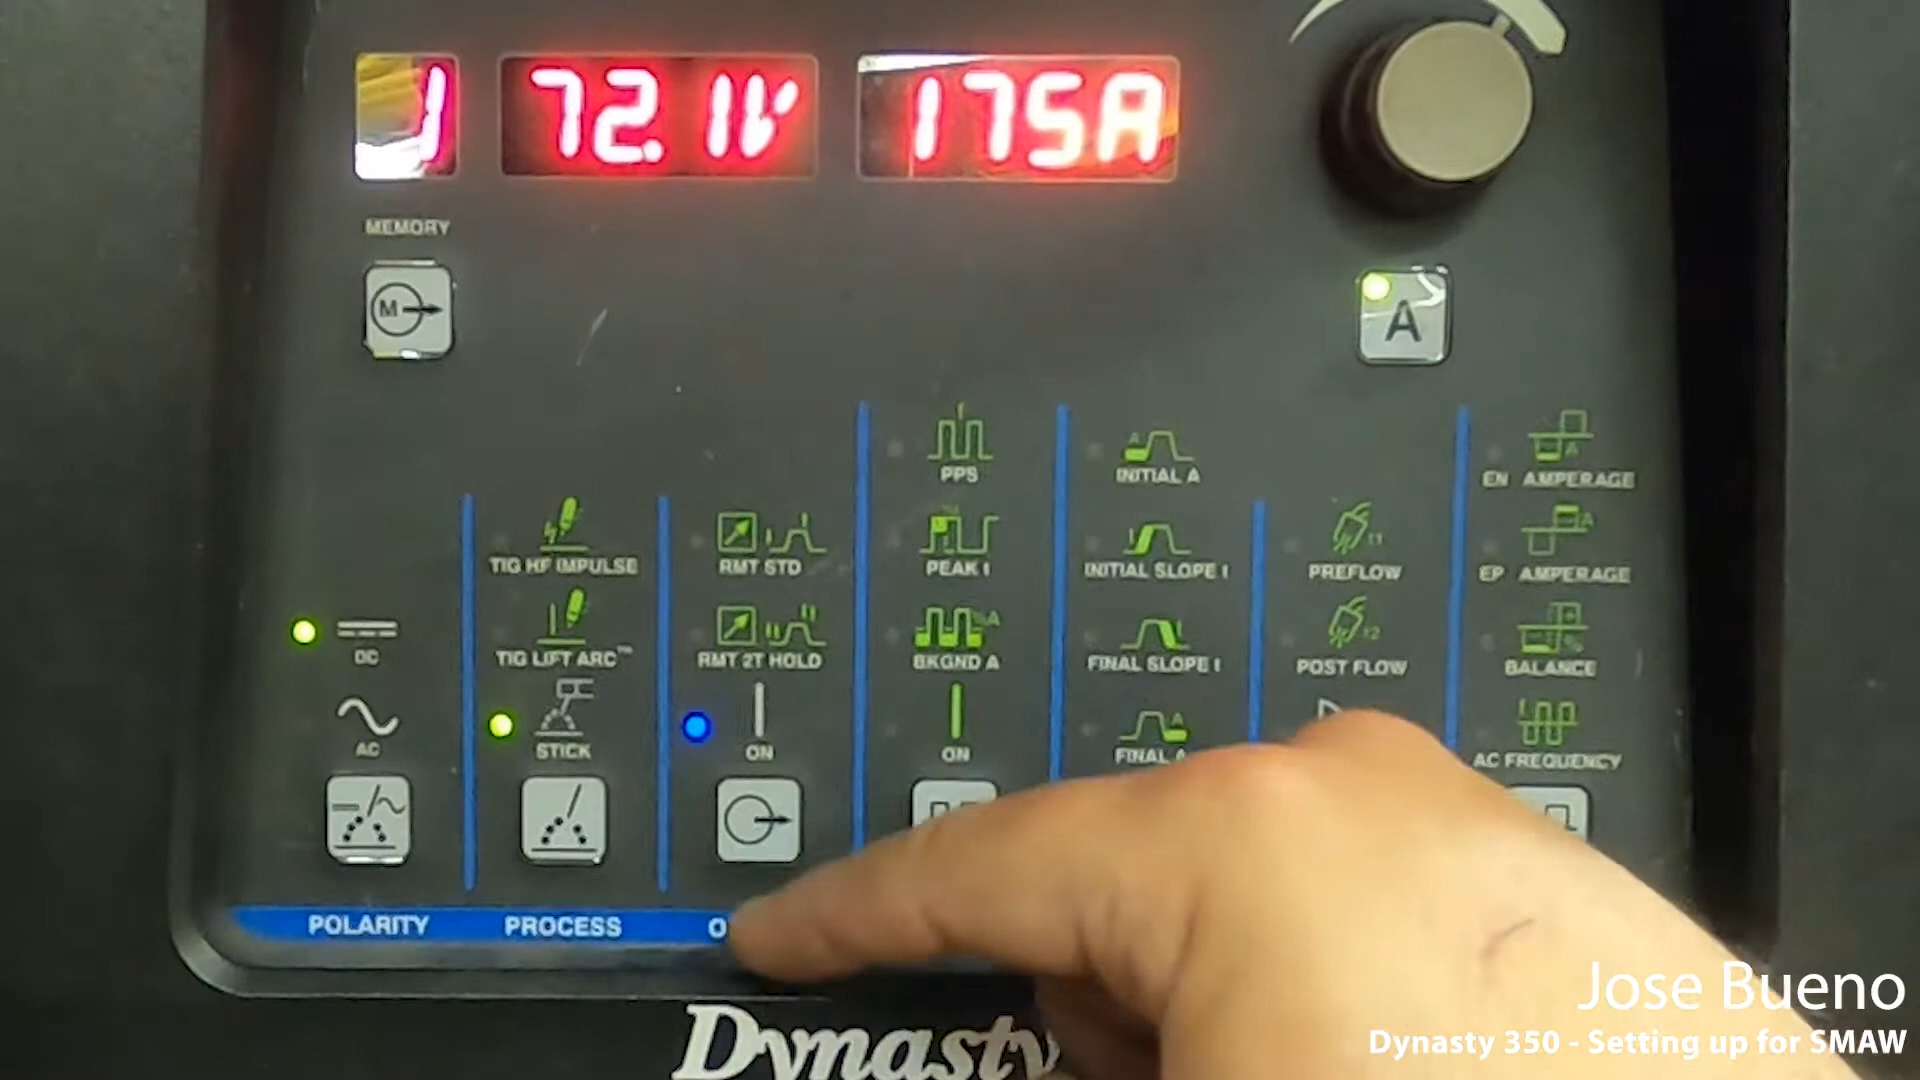 1 72.1V 175A
MEMORY
M
A
PPS
INITIAL A
EN AMPERAGE
A
TIG HF IMPULSE
RMT STD
PEAK t
INITIAL SLOPE t
PREFLOW
EP AMPERAGE
DC
TIG LIFT ARC™
RMT 2T HOLD
BKGND A
FINAL SLOPE t
POST FLOW
BALANCE
AC
STICK
ON
ON
FINAL A
AC FREQUENCY
POLARITY PROCESS
Dynasty
Jose Bueno
Dynasty 350 - Setting up for SMAW